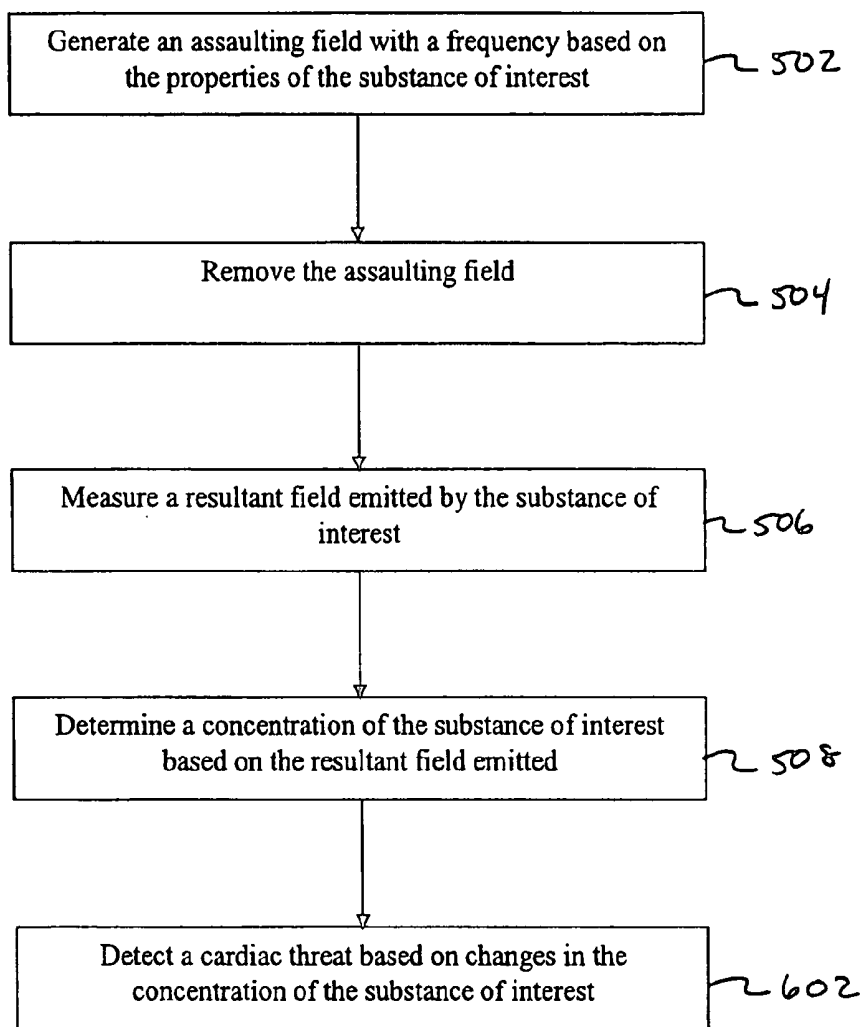 Generate an assaulting field with a frequency based on
the properties of the substance of interest
502
Remove the assaulting field
504
Measure a resultant field emitted by the substance of
interest
506
Determine a concentration of the substance of interest
based on the resultant field emitted
508
Detect a cardiac threat based on changes in the
concentration of the substance of interest
602